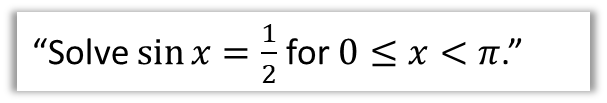 “Solve sin x = 1/2 for 0 ≤ x < π.”